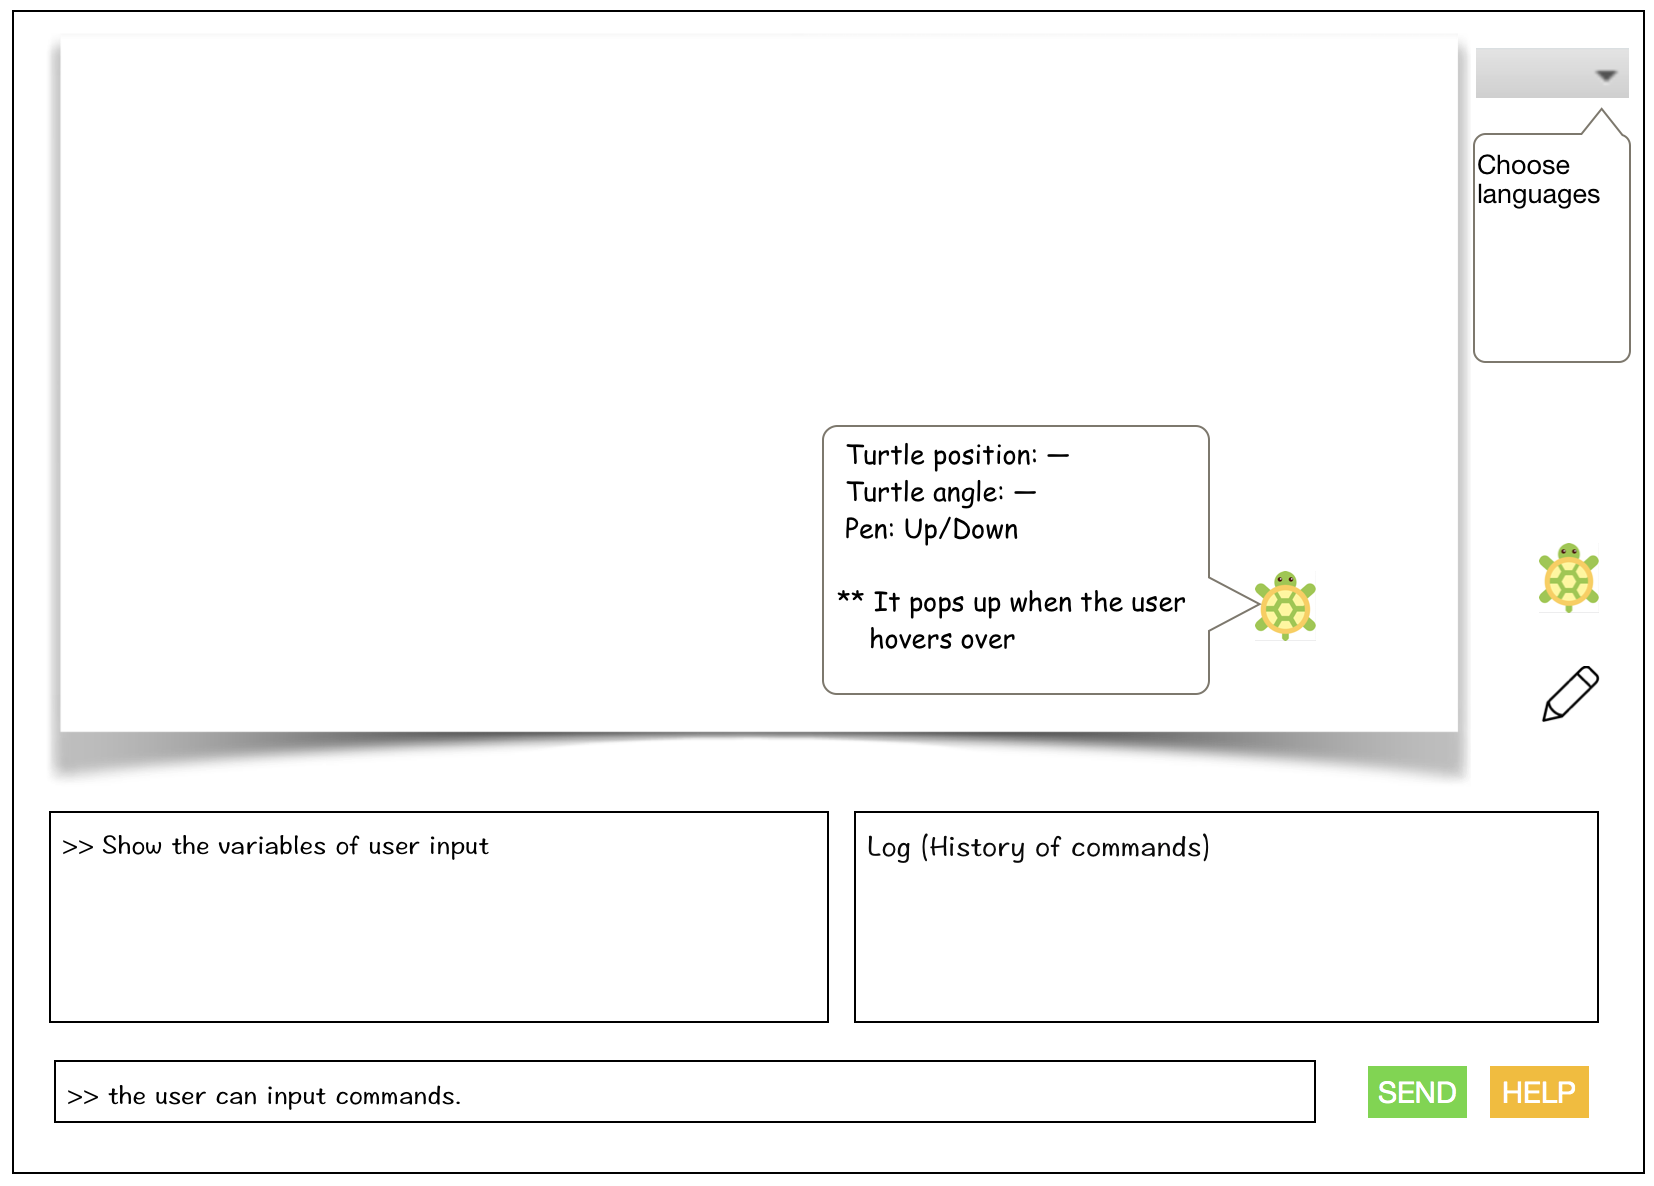 Choose
languages
Turtle position: —
Turtle angle: —
Pen: Up/Down
** It pops up when the user
hovers over
>> Show the variables of user input
Log (History of commands)
>> the user can input commands.
SEND
HELP